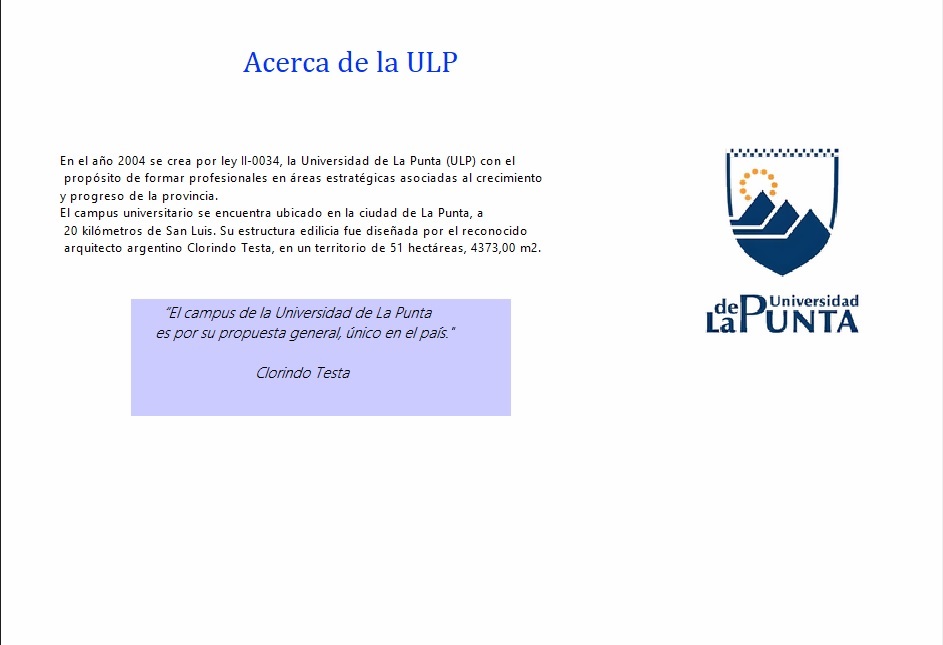 Acerca de la ULP
En el año 2004 se crea por ley II-0034, la Universidad de La Punta (ULP) con el
propósito de formar profesionales en áreas estratégicas asociadas al crecimiento
y progreso de la provincia.
El campus universitario se encuentra ubicado en la ciudad de La Punta, a
20 kilómetros de San Luis. Su estructura edilicia fue diseñada por el reconocido
arquitecto argentino Clorindo Testa, en un territorio de 51 hectáreas, 4373,00 m2.
"El campus de la Universidad de La Punta
es por su propuesta general, único en el país."
Clorindo Testa
Universidad
de La PUNTA